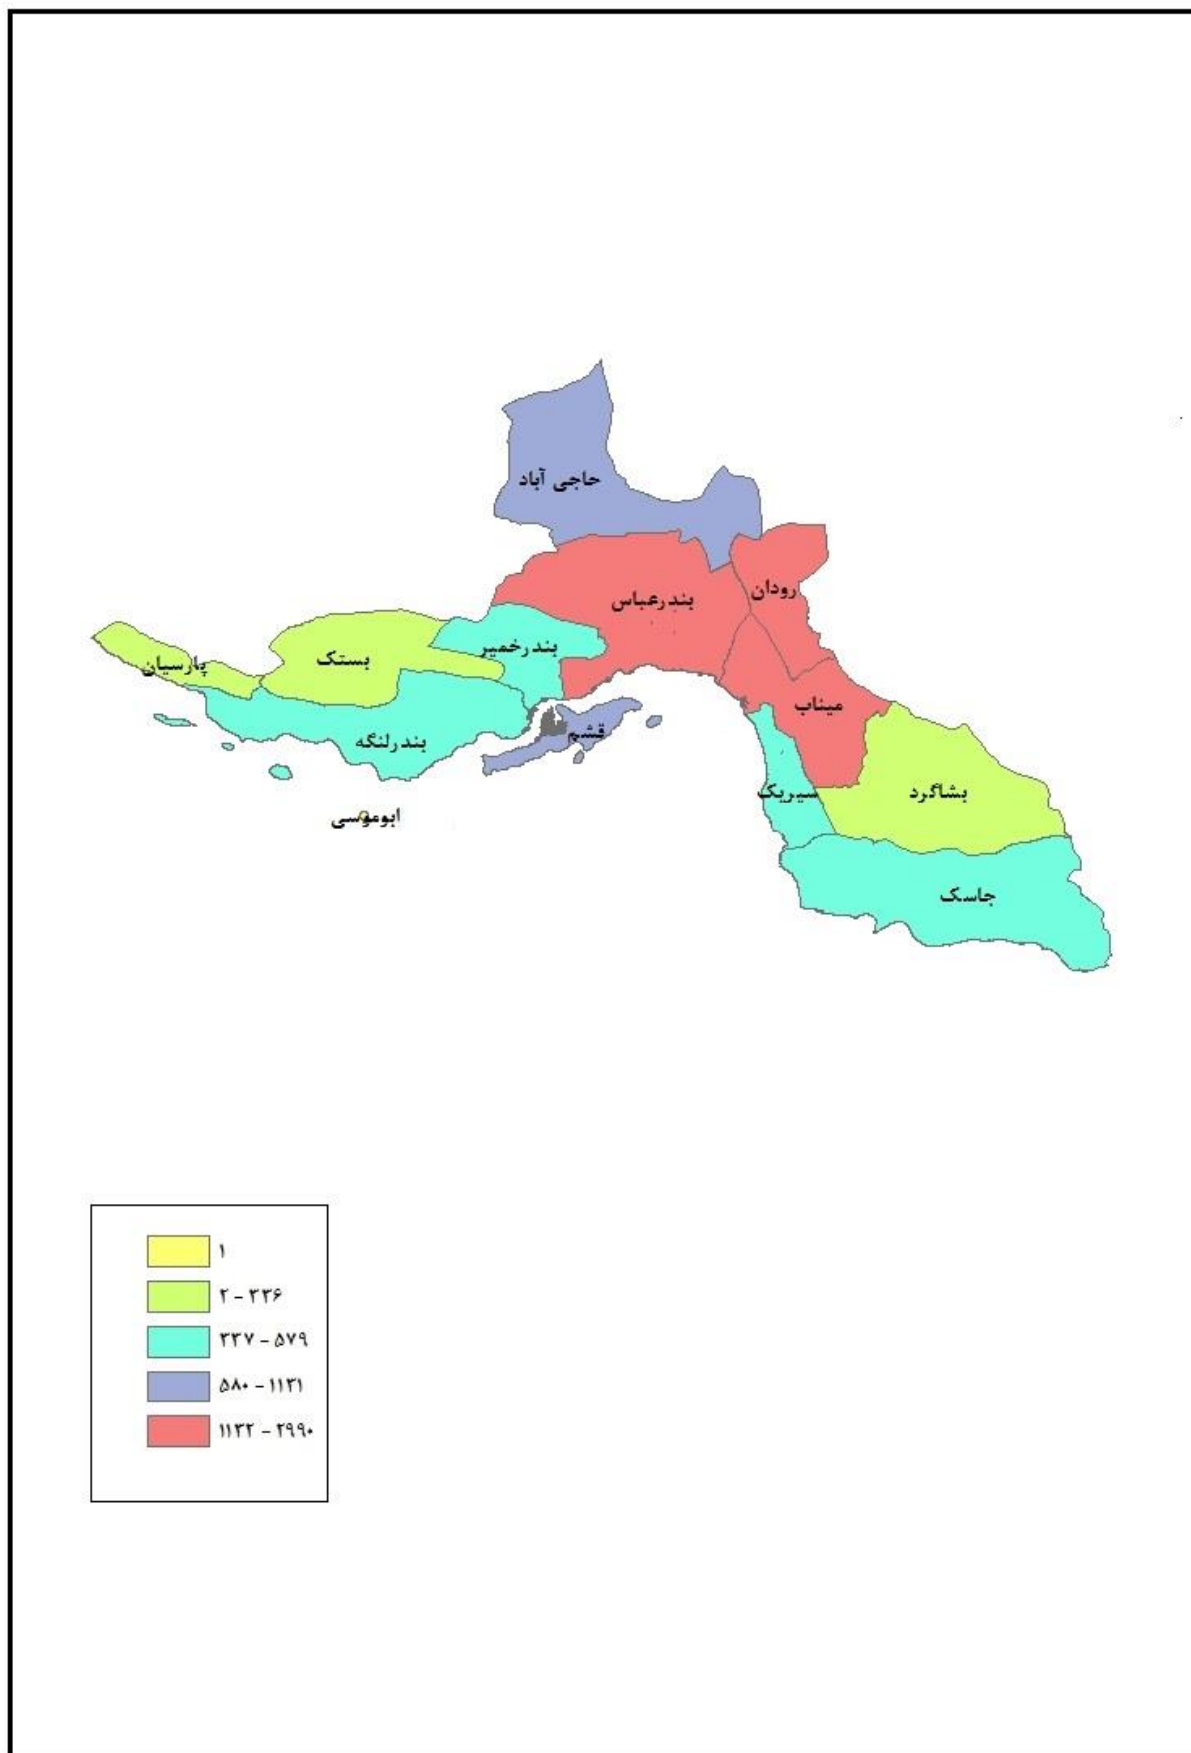 حاجی آباد
رودان
بندرعباس
بندرخمیر
بستک
پارسیان
میناب
قشم
بندرلنگه
سیریک
بشاگرد
ابوموسی
جاسک
۱
۲ - ۳۳۶
۳۳۷ - ۵۷۹
۵۸۰ - ۱۱۳۱
۱۱۳۲ - ۲۹۹۰